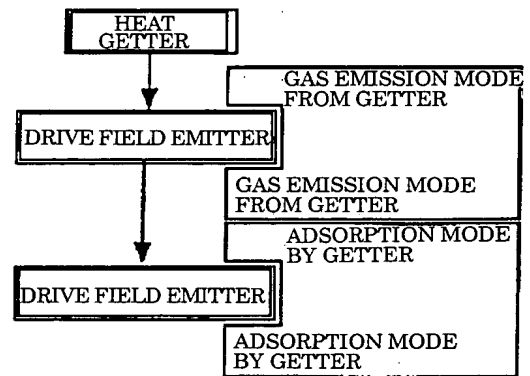 HEAT
GETTER
GAS EMISSION MODE
FROM GETTER
DRIVE FIELD EMITTER
GAS EMISSION MODE
FROM GETTER
ADSORPTION MODE
BY GETTER
DRIVE FIELD EMITTER
ADSORPTION MODE
BY GETTER